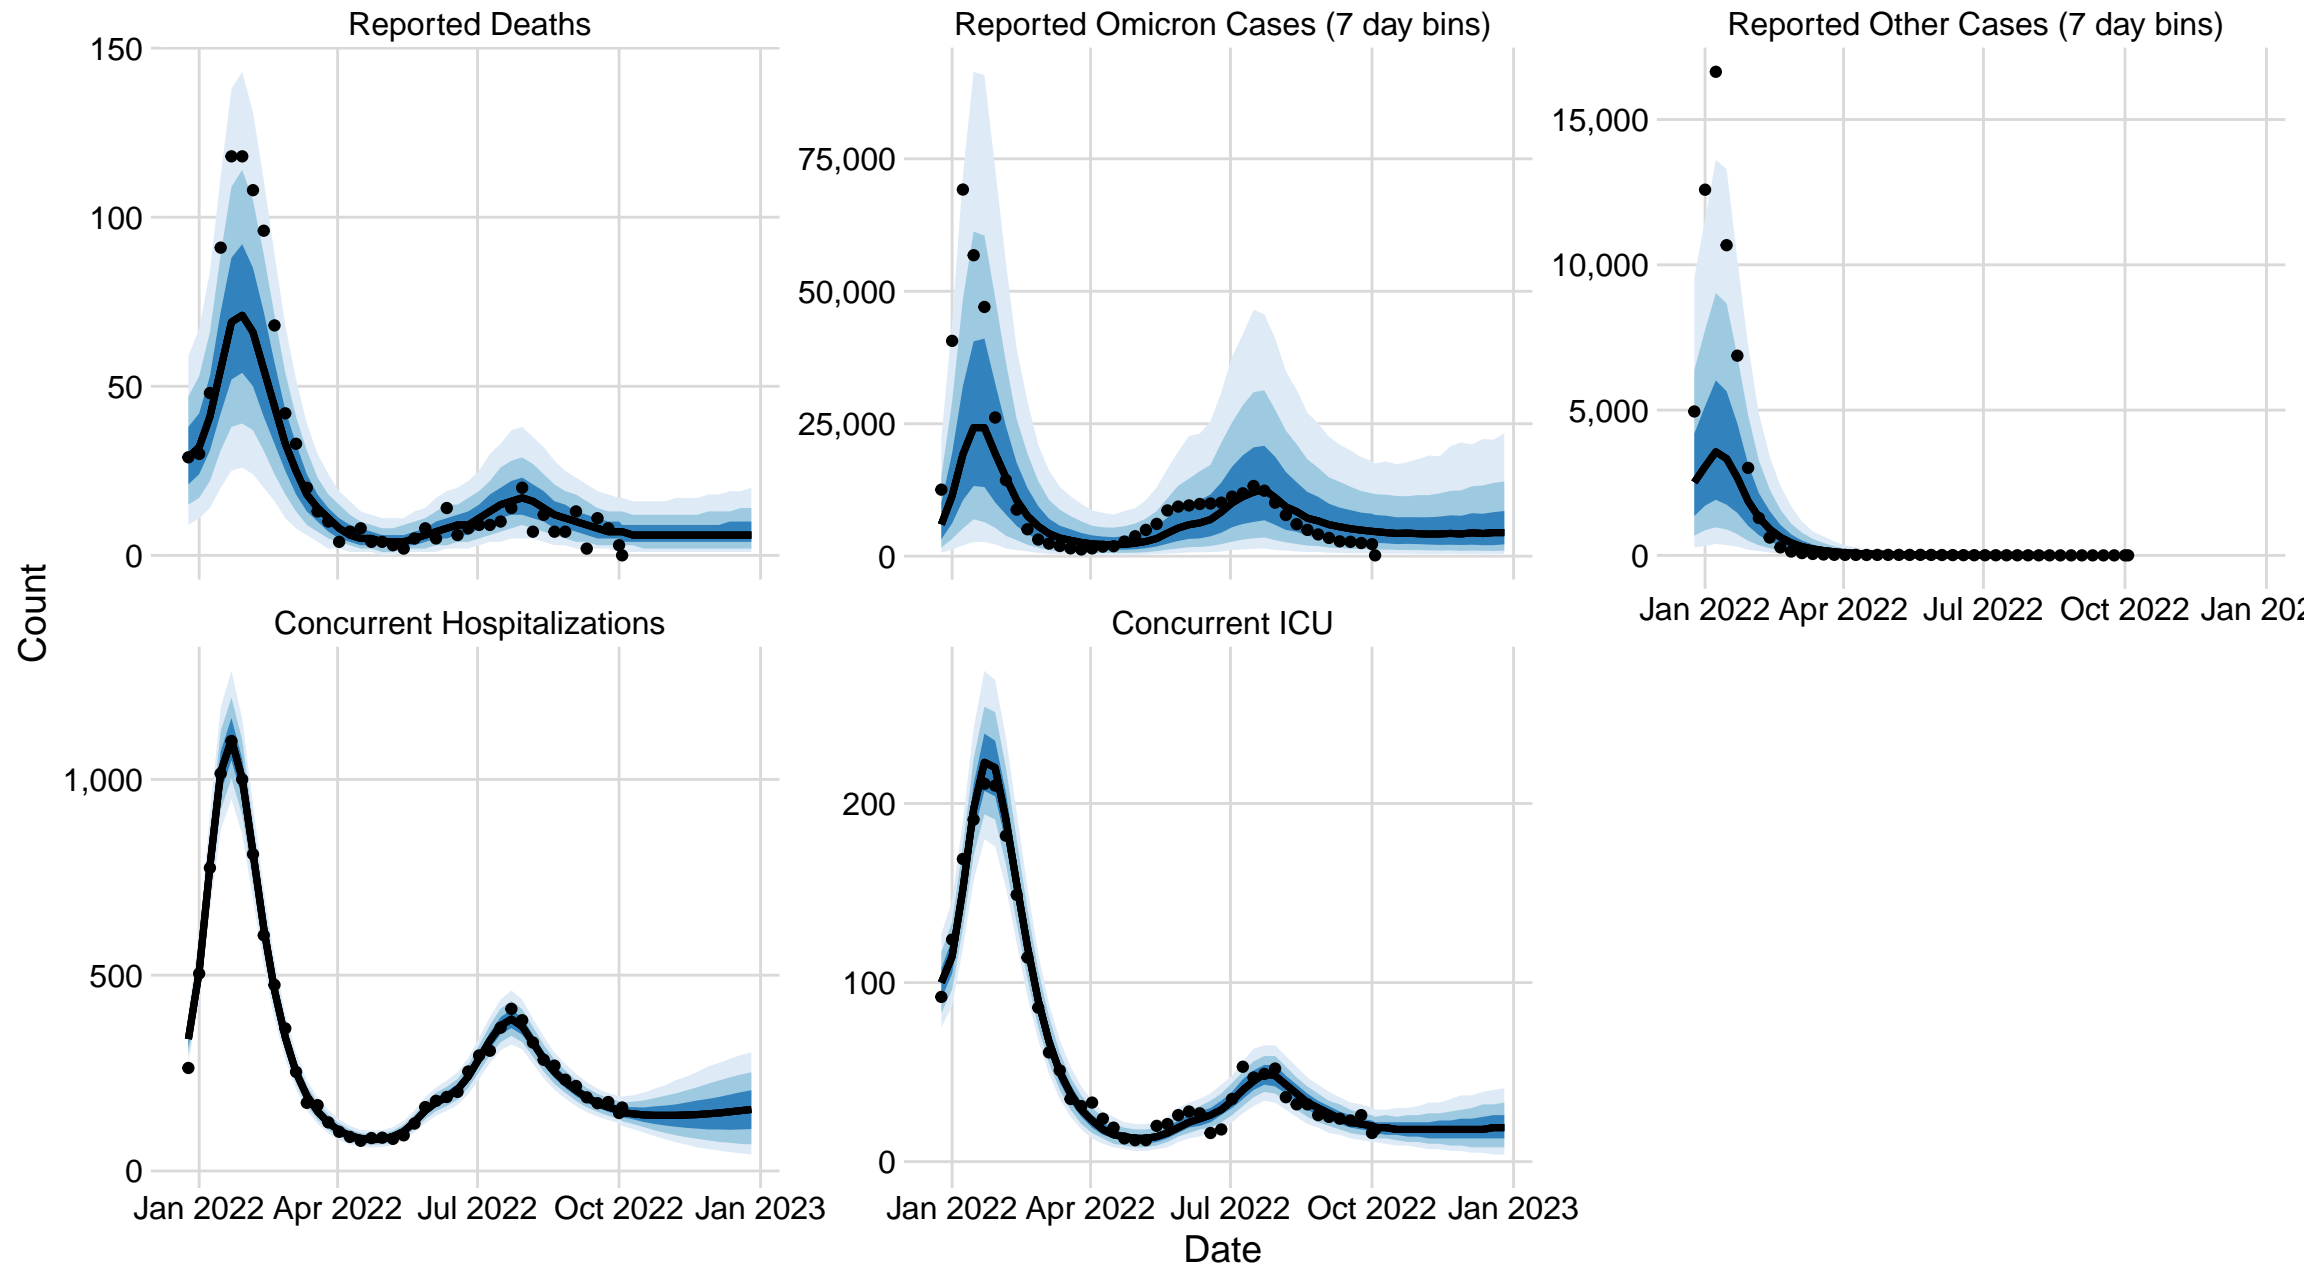 Reported Deaths
Reported Omicron Cases (7 day bins)
Reported Other Cases (7 day bins)
150
100
50
0
75,000
50,000
25,000
0
15,000
10,000
5,000
0
Jan 2022 Apr 2022 Jul 2022 Oct 2022 Jan 202
Count
Concurrent Hospitalizations
Concurrent ICU
1,000
500
0
200
100
0
Jan 2022 Apr 2022 Jul 2022 Oct 2022 Jan 2023
Jan 2022 Apr 2022 Jul 2022 Oct 2022 Jan 2023
Date